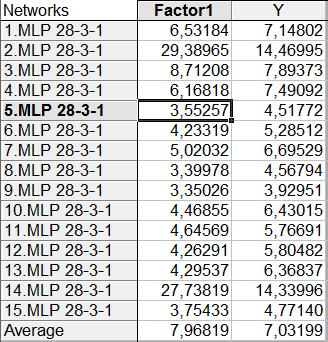 Networks Factor1 Y
1.MLP 28-3-1 6,53184 7,14802
2.MLP 28-3-1 29,38965 14,46995
3.MLP 28-3-1 8,71208 7,89373
4.MLP 28-3-1 6,16818 7,49092
5.MLP 28-3-1 3,55257 4,51772
6.MLP 28-3-1 4,23319 5,28512
7.MLP 28-3-1 5,02032 6,69529
8.MLP 28-3-1 3,39978 4,56794
9.MLP 28-3-1 3,35026 3,92951
10.MLP 28-3-1 4,46855 6,43015
11.MLP 28-3-1 4,64569 5,76691
12.MLP 28-3-1 4,26291 5,80482
13.MLP 28-3-1 4,29537 6,36837
14.MLP 28-3-1 27,73819 14,33996
15.MLP 28-3-1 3,75433 4,77140
Average 7,96819 7,03199